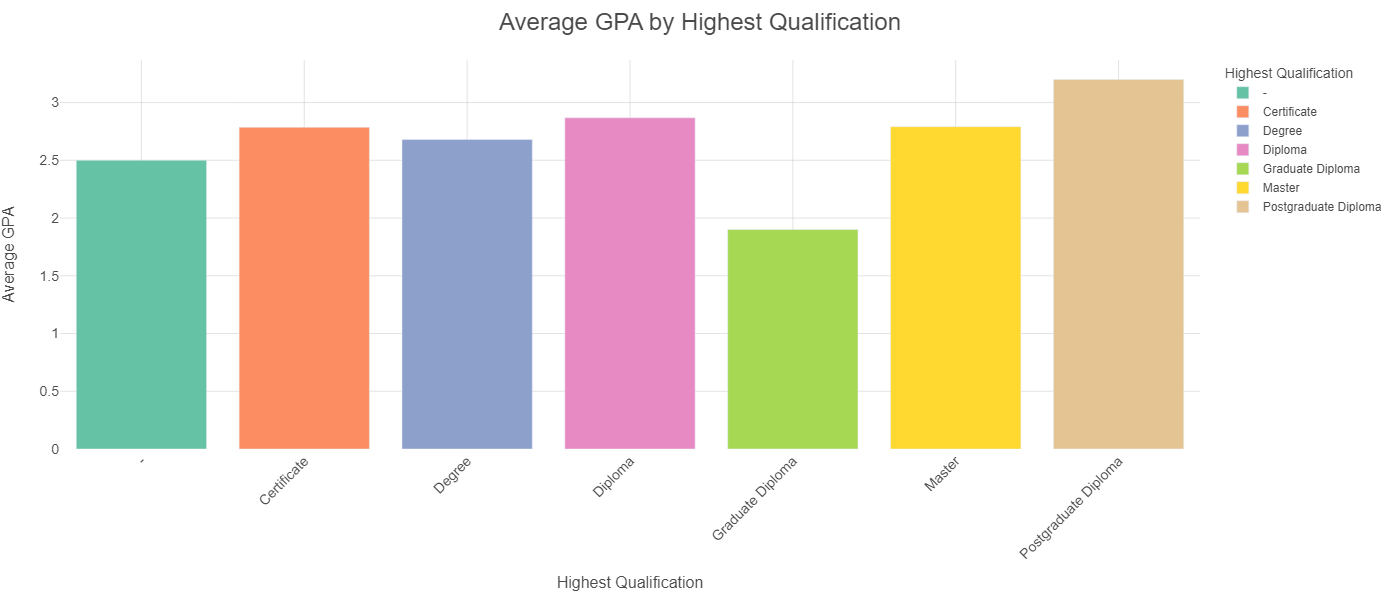 Average GPA by Highest Qualification
Average GPA
3
2.5
2
1.5
1
0.5
0
-
Certificate
Degree
Diploma
Graduate Diploma
Master
Postgraduate Diploma
Highest Qualification
Highest Qualification
-
Certificate
Degree
Diploma
Graduate Diploma
Master
Postgraduate Diploma